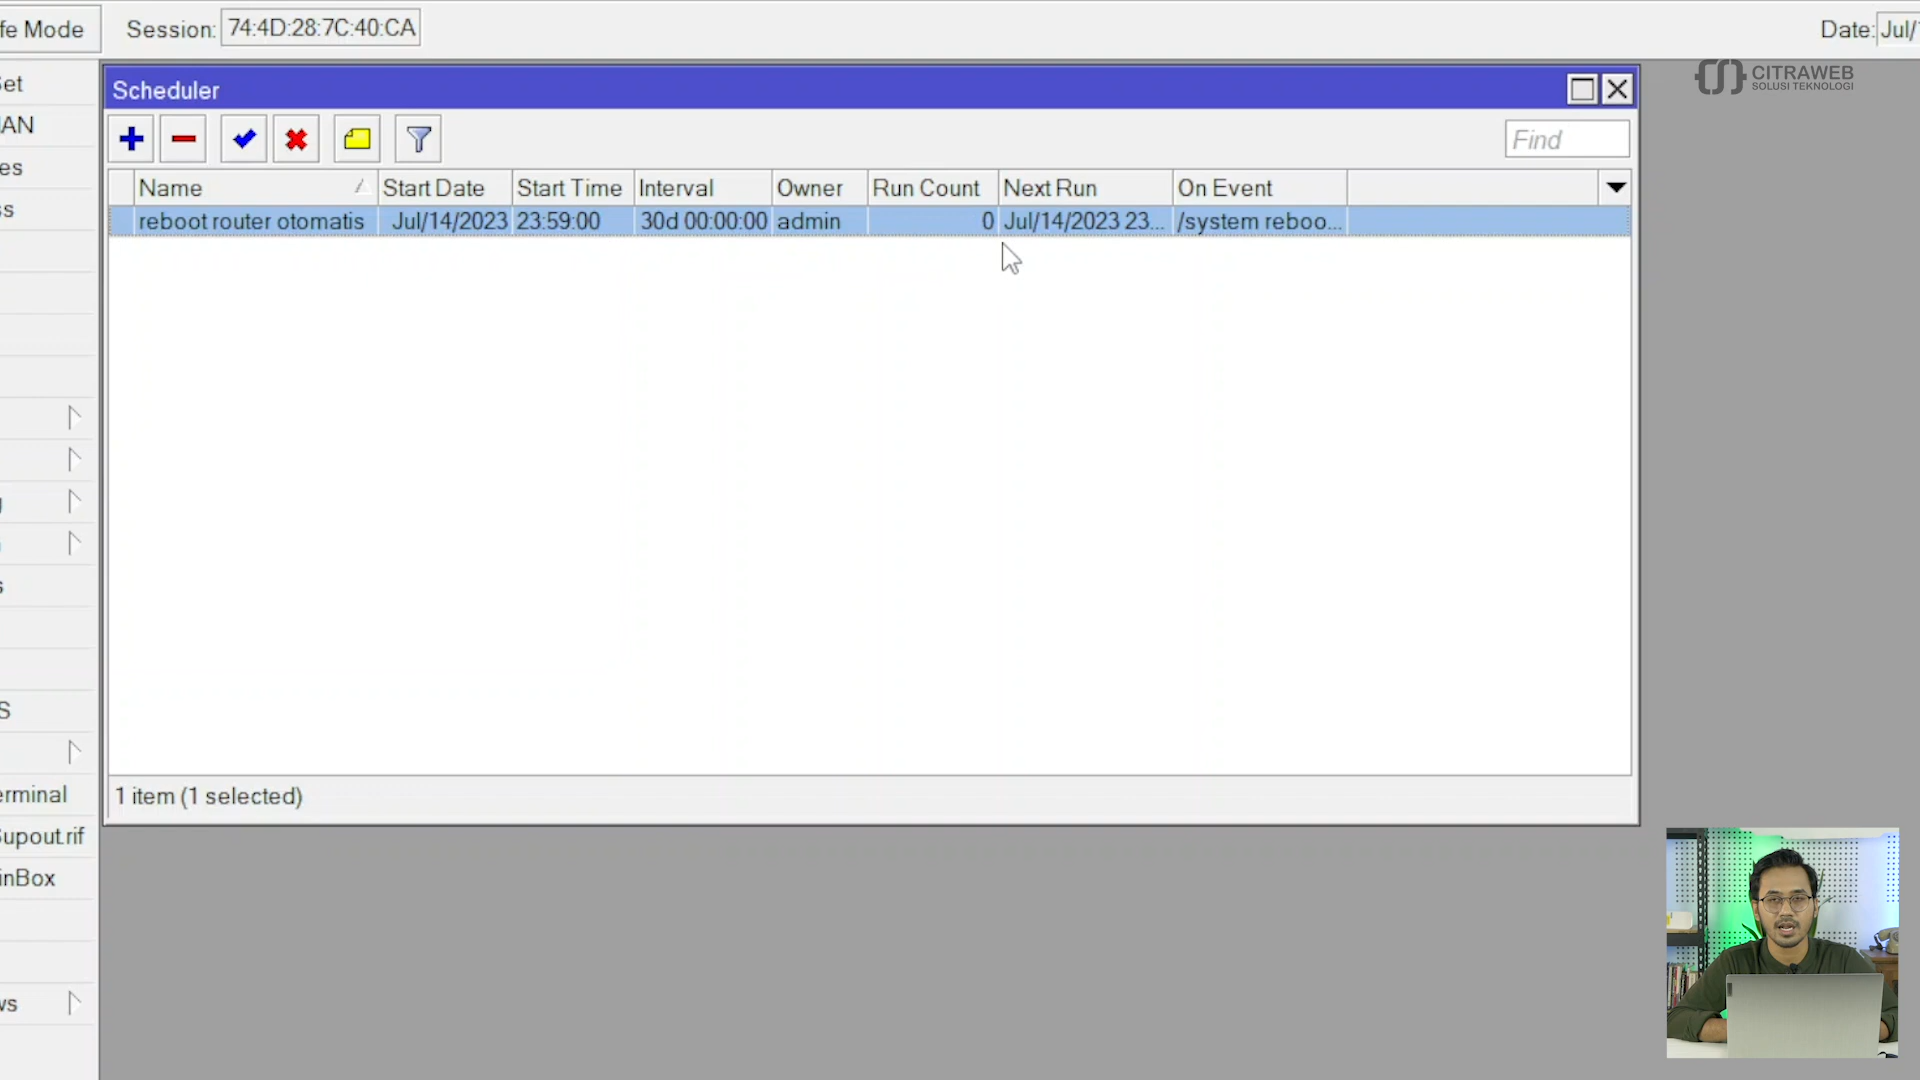 fe Mode
Session: 74:4D:28:7C:40:CA
Date: Jul/
CITRAWEB
SOLUSI TEKNOLOGI
Scheduler
Find
Name Start Date Start Time Interval Owner Run Count Next Run On Event
reboot router otomatis Jul/14/2023 23:59:00 30d 00:00:00 admin 0 Jul/14/2023 23... /system reboo...
1 item (1 selected)
et
AN
es
s
s
S
erminal
Supout.rif
inBox
ws